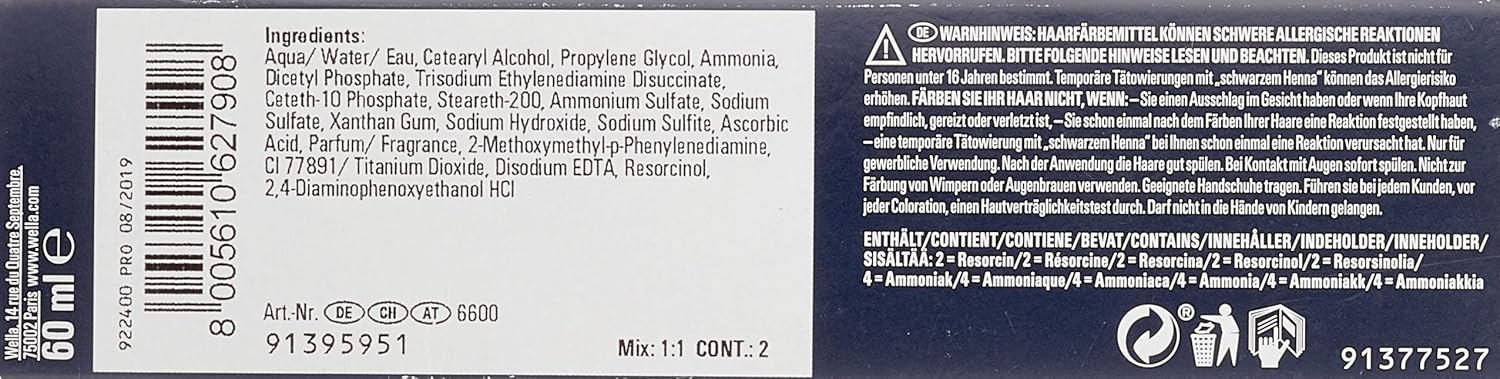 Wella, 14 rue du Quatre Septembre,
75002 Paris www.wella.com
60 ml e
922400 PRO 08/2019
8 005610 627908
Ingredients:
Aqua/ Water/ Eau, Cetearyl Alcohol, Propylene Glycol, Ammonia,
Dicetyl Phosphate, Trisodium Ethylenediamine Disuccinate,
Ceteth-10 Phosphate, Steareth-200, Ammonium Sulfate, Sodium
Sulfate, Xanthan Gum, Sodium Hydroxide, Sodium Sulfite, Ascorbic
Acid, Parfum/ Fragrance, 2-Methoxymethyl-p-Phenylenediamine,
CI 77891/ Titanium Dioxide, Disodium EDTA, Resorcinol,
2,4-Diaminophenoxyethanol HCl
Art.-Nr. DE CH AT 6600
91395951
Mix: 1:1 CONT.: 2
DE WARNHINWEIS: HAARFÄRBEMITTEL KÖNNEN SCHWERE ALLERGISCHE REAKTIONEN
HERVORRUFEN. BITTE FOLGENDE HINWEISE LESEN UND BEACHTEN. Dieses Produkt ist nicht für
Personen unter 16 Jahren bestimmt. Temporäre Tätowierungen mit „schwarzem Henna“ können das Allergierisiko
erhöhen. FÄRBEN SIE IHR HAAR NICHT, WENN: – Sie einen Ausschlag im Gesicht haben oder wenn Ihre Kopfhaut
empfindlich, gereizt oder verletzt ist, – Sie schon einmal nach dem Färben Ihrer Haare eine Reaktion festgestellt haben,
– eine temporäre Tätowierung mit „schwarzem Henna“ bei Ihnen schon einmal eine Reaktion verursacht hat. Nur für
gewerbliche Verwendung. Nach der Anwendung die Haare gut spülen. Bei Kontakt mit Augen sofort spülen. Nicht zur
Färbung von Wimpern oder Augenbrauen verwenden. Geeignete Handschuhe tragen. Führen sie bei jedem Kunden, vor
jeder Coloration, einen Hautverträglichkeitstest durch. Darf nicht in die Hände von Kindern gelangen.
ENTHÄLT/CONTIENT/CONTIENE/BEVAT/CONTAINS/INNEHÅLLER/INDEHOLDER/INNEHOLDER/
SISÄLTÄÄ: 2 = Resorcin/2 = Résorcine/2 = Resorcina/2 = Resorcinol/2 = Resorsinolia/
4 = Ammoniak/4 = Ammoniaque/4 = Ammoniaca/4 = Ammonia/4 = Ammoniakk/4 = Ammoniakkia
®
91377527